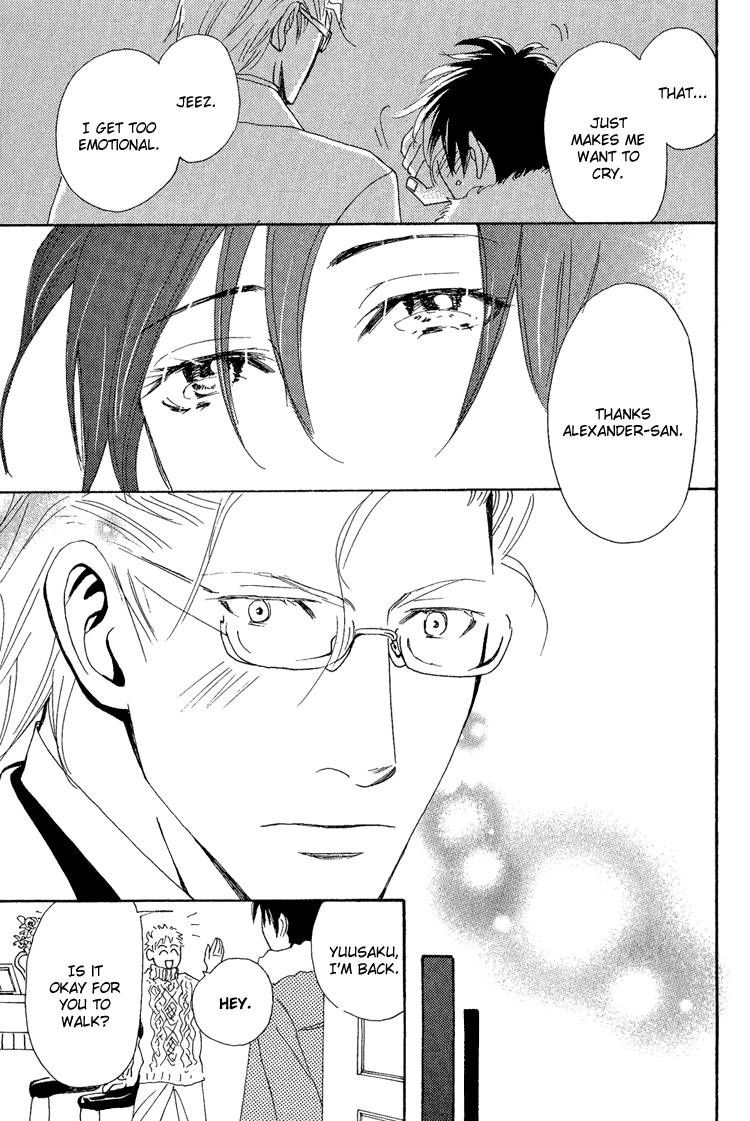 THAT...
JUST
MAKES ME
WANT TO
CRY.
JEEZ.
I GET TOO
EMOTIONAL.
THANKS
ALEXANDER-SAN.
YUUSAKU,
I'M BACK.
HEY.
IS IT
OKAY FOR
YOU TO
WALK?